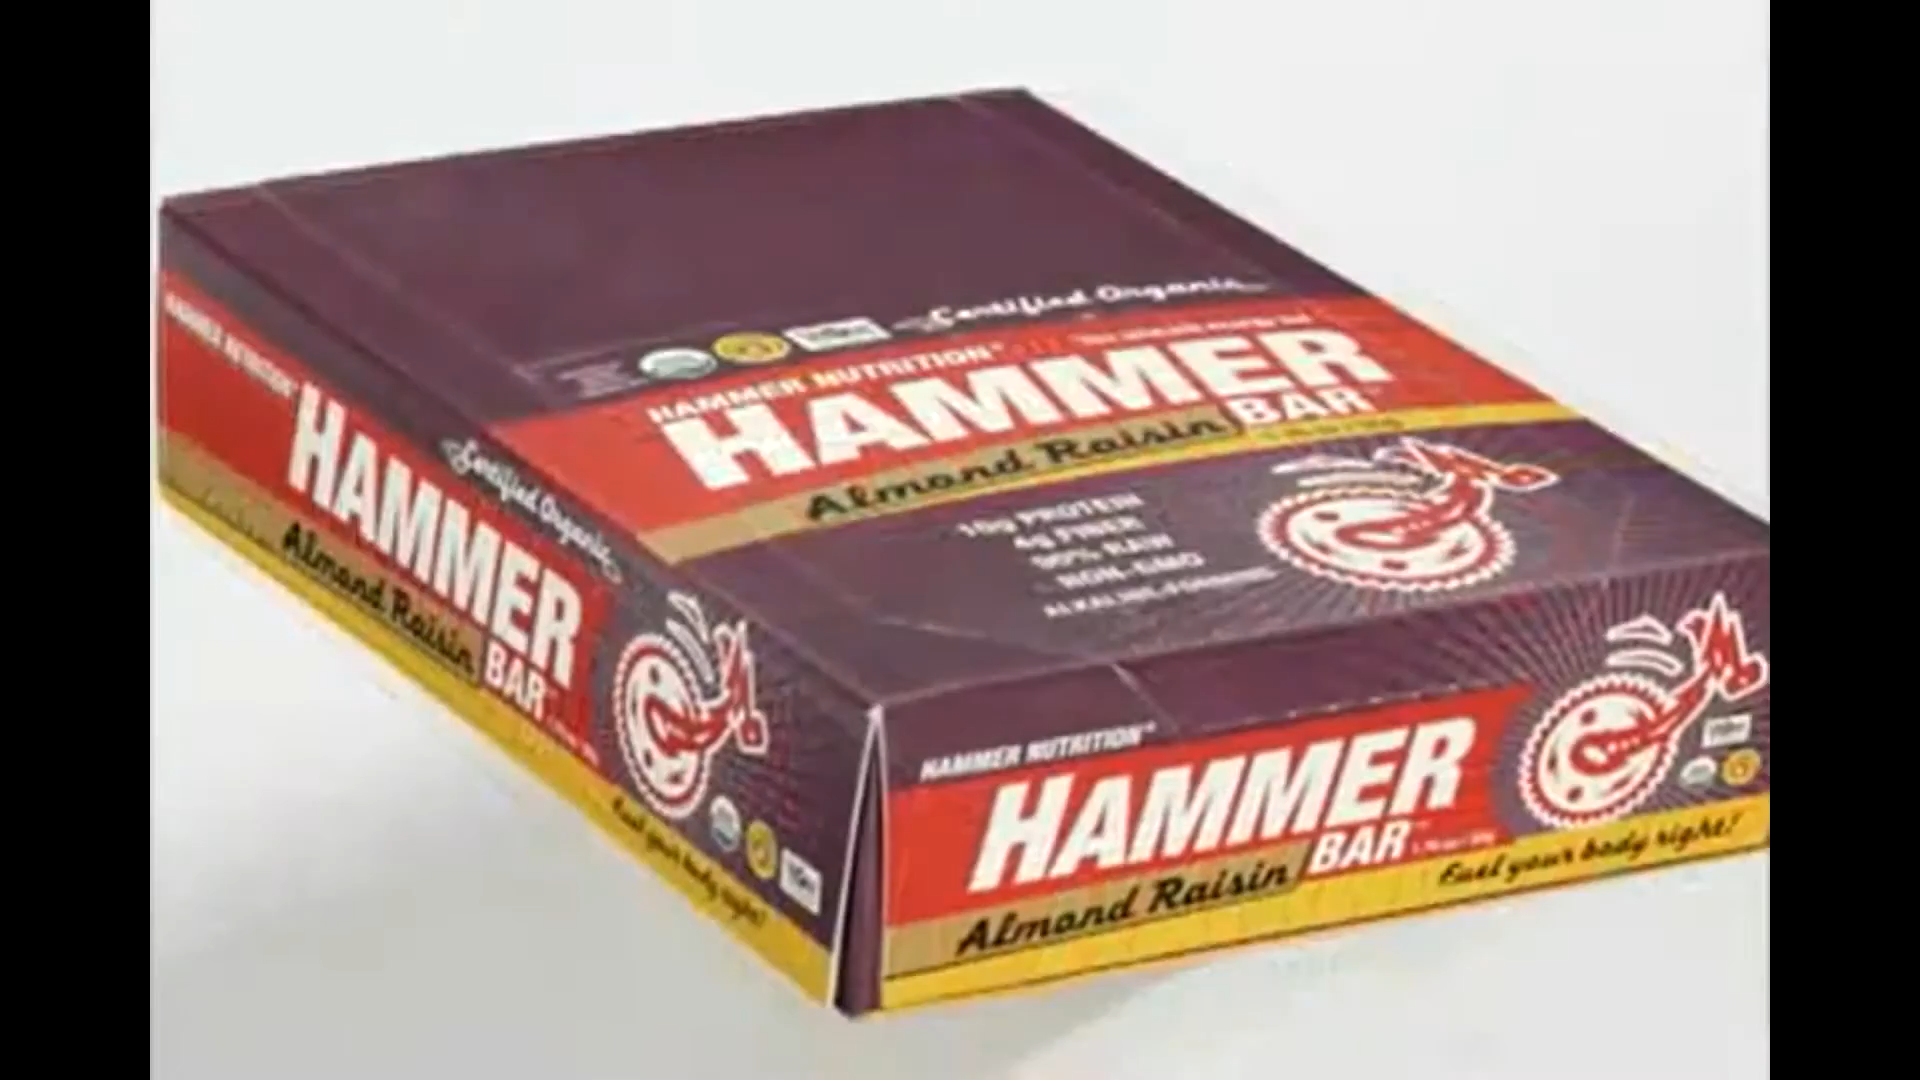 Certified Organic
HAMMER NUTRITION
HAMMER
BAR
Almond Raisin
10g PROTEIN
4g FIBER
90% RAW
NON-GMO
HAMMER NUTRITION
Certified Organic
HAMMER
Almond Raisin BAR
Fuel your body right!
HAMMER NUTRITION
HAMMER
BAR
Almond Raisin
Fuel your body right!